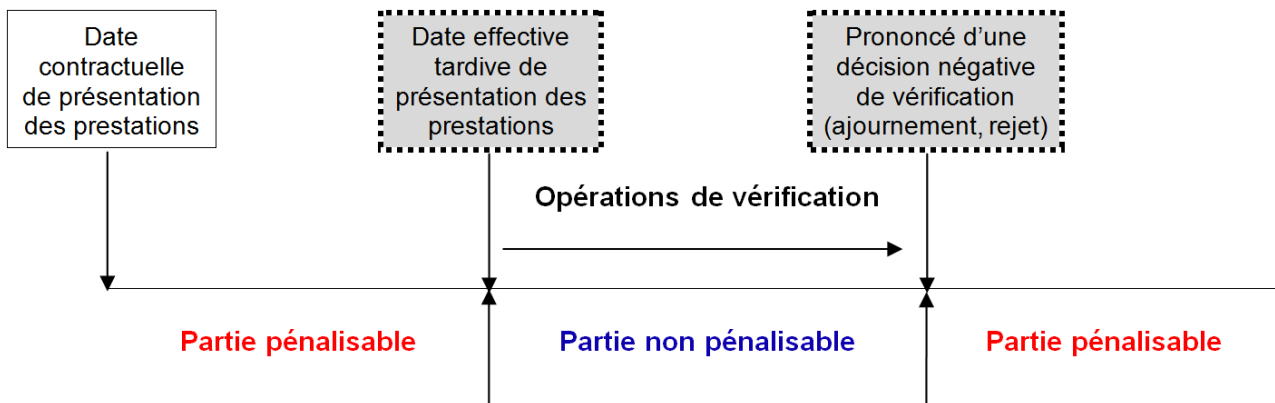 Date
contractuelle
de présentation
des prestations
Date effective
tardive de
présentation des
prestations
Prononcé d’une
décision négative
de vérification
(ajournement, rejet)
Opérations de vérification
Partie pénalisable
Partie non pénalisable
Partie pénalisable